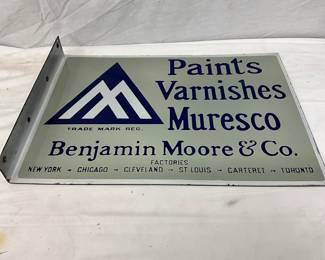 Paints
Varnishes
Muresco
TRADE MARK REG.
Benjamin Moore & Co.
FACTORIES
NEW YORK - CHICAGO - CLEVELAND - ST LOUIS - CARTERET - TORONTO